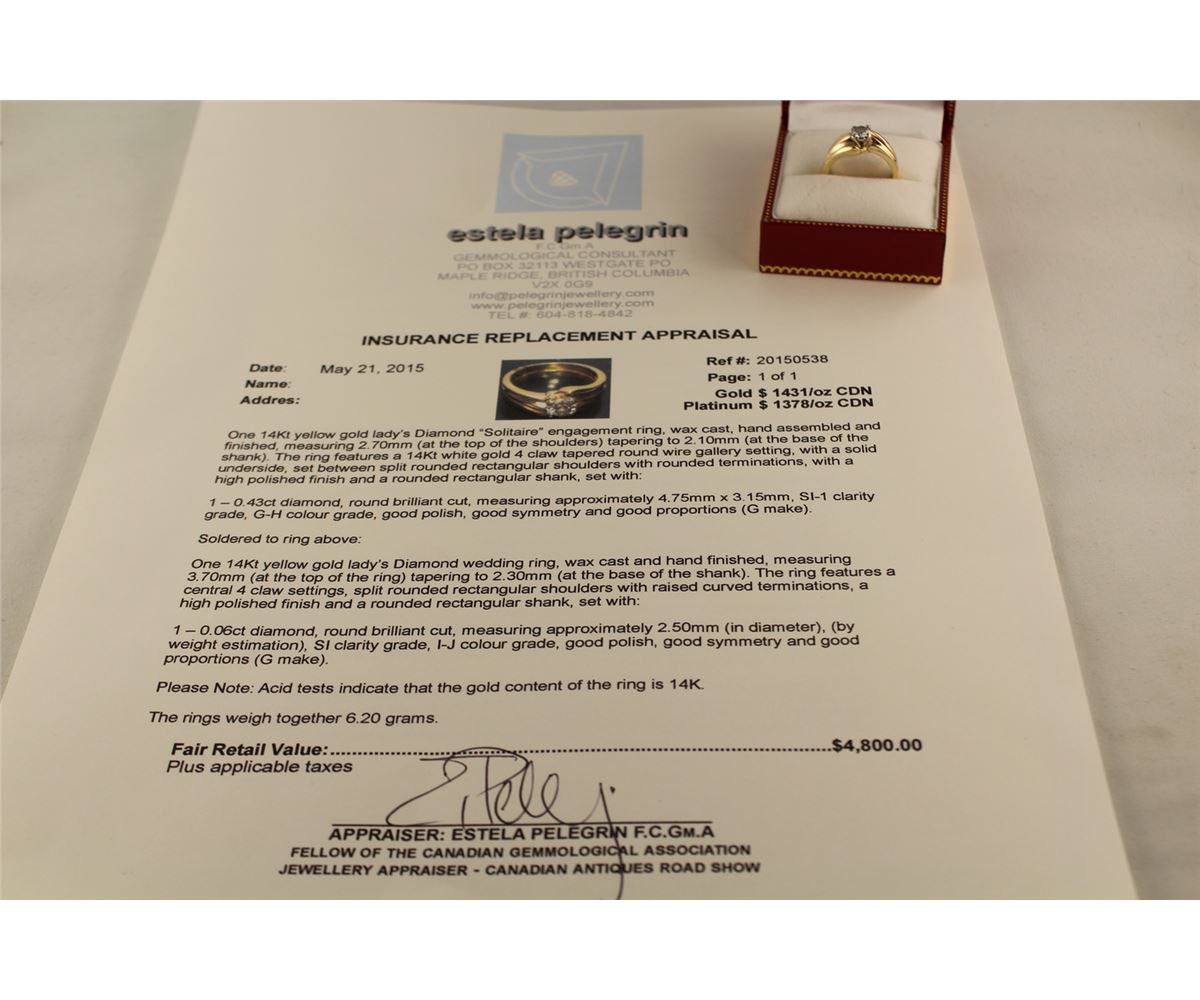 estela pelegrin
F.C.Gm.A
GEMMOLOGICAL CONSULTANT
PO BOX 32113 WESTGATE PO
MAPLE RIDGE, BRITISH COLUMBIA
V2X 0G9
info@pelegrinjewellery.com
www.pelegrinjewellery.com
TEL #: 604-818-4842
INSURANCE REPLACEMENT APPRAISAL
Date: May 21, 2015
Name:
Addres:
Ref #: 20150538
Page: 1 of 1
Gold $ 1431/oz CDN
Platinum $ 1378/oz CDN
One 14Kt yellow gold lady's Diamond "Solitaire" engagement ring, wax cast, hand assembled and
finished, measuring 2.70mm (at the top of the shoulders) tapering to 2.10mm (at the base of the
shank). The ring features a 14Kt white gold 4 claw tapered round wire gallery setting, with a solid
underside, set between split rounded rectangular shoulders with rounded terminations, with a
high polished finish and a rounded rectangular shank, set with:
1 – 0.43ct diamond, round brilliant cut, measuring approximately 4.75mm x 3.15mm, SI-1 clarity
grade, G-H colour grade, good polish, good symmetry and good proportions (G make).
Soldered to ring above:
One 14Kt yellow gold lady's Diamond wedding ring, wax cast and hand finished, measuring
3.70mm (at the top of the ring) tapering to 2.30mm (at the base of the shank). The ring features a
central 4 claw settings, split rounded rectangular shoulders with raised curved terminations, a
high polished finish and a rounded rectangular shank, set with:
1 – 0.06ct diamond, round brilliant cut, measuring approximately 2.50mm (in diameter), (by
weight estimation), SI clarity grade, I-J colour grade, good polish, good symmetry and good
proportions (G make).
Please Note: Acid tests indicate that the gold content of the ring is 14K.
The rings weigh together 6.20 grams.
Fair Retail Value:..............................................................................$4,800.00
Plus applicable taxes
APPRAISER: ESTELA PELEGRIN F.C.GM.A
FELLOW OF THE CANADIAN GEMMOLOGICAL ASSOCIATION
JEWELLERY APPRAISER - CANADIAN ANTIQUES ROAD SHOW